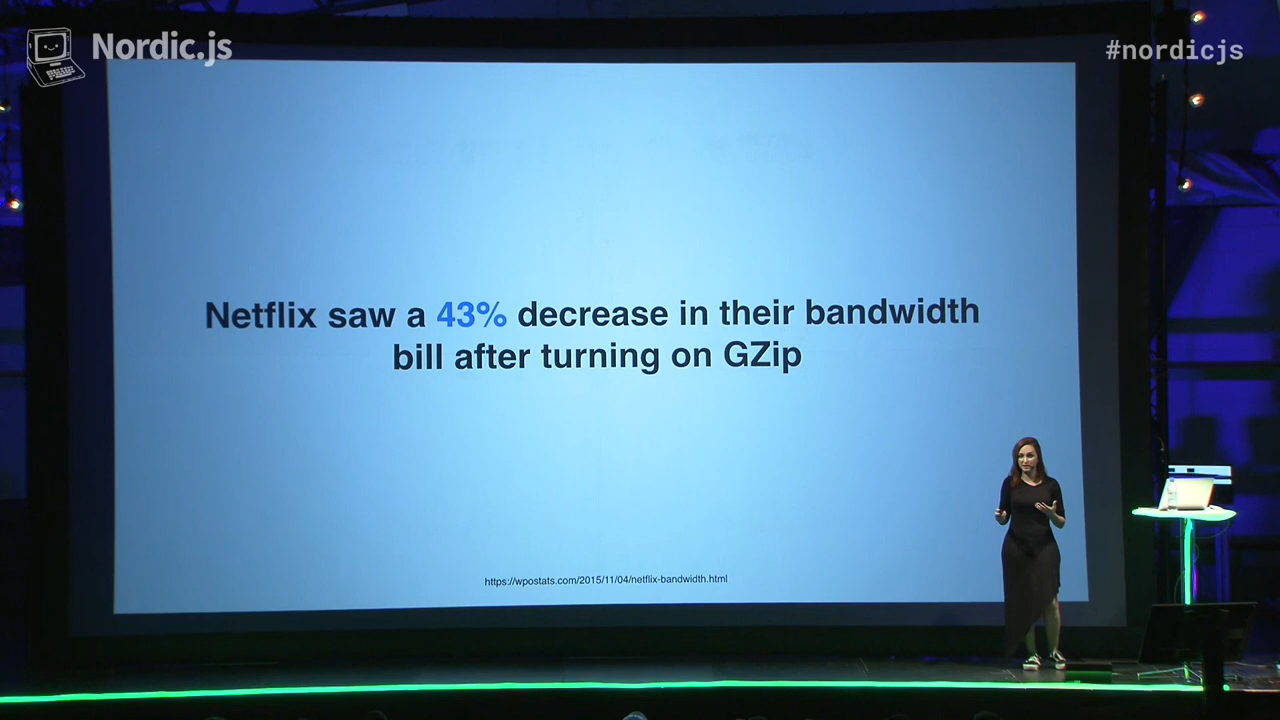 Nordic.js
#nordicjs
Netflix saw a 43% decrease in their bandwidth
bill after turning on GZip
https://wpostats.com/2015/11/04/netflix-bandwidth.html